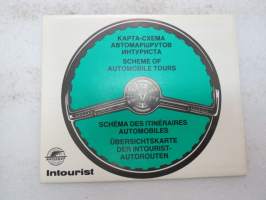 КАРТА-СХЕМА
АВТОМАРШРУТОВ
ИНТУРИСТА
SCHEME OF
AUTOMOBILE TOURS
SCHÉMA DES ITINÉRAIRES
AUTOMOBILES
ÜBERSICHTSKARTE
DER INTOURIST-
AUTOROUTEN
Intourist